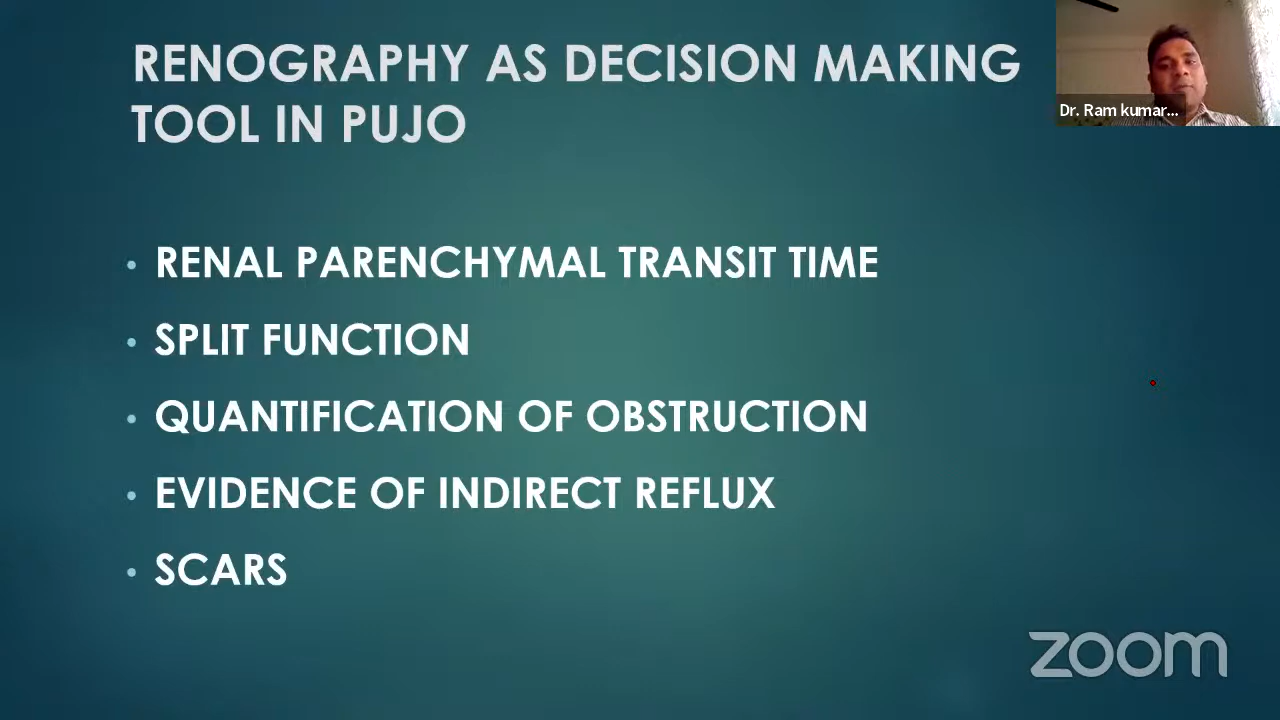 RENOGRAPHY AS DECISION MAKING
TOOL IN PUJO
Dr. Ram kumar...
• RENAL PARENCHYMAL TRANSIT TIME
• SPLIT FUNCTION
• QUANTIFICATION OF OBSTRUCTION
• EVIDENCE OF INDIRECT REFLUX
• SCARS
zoom